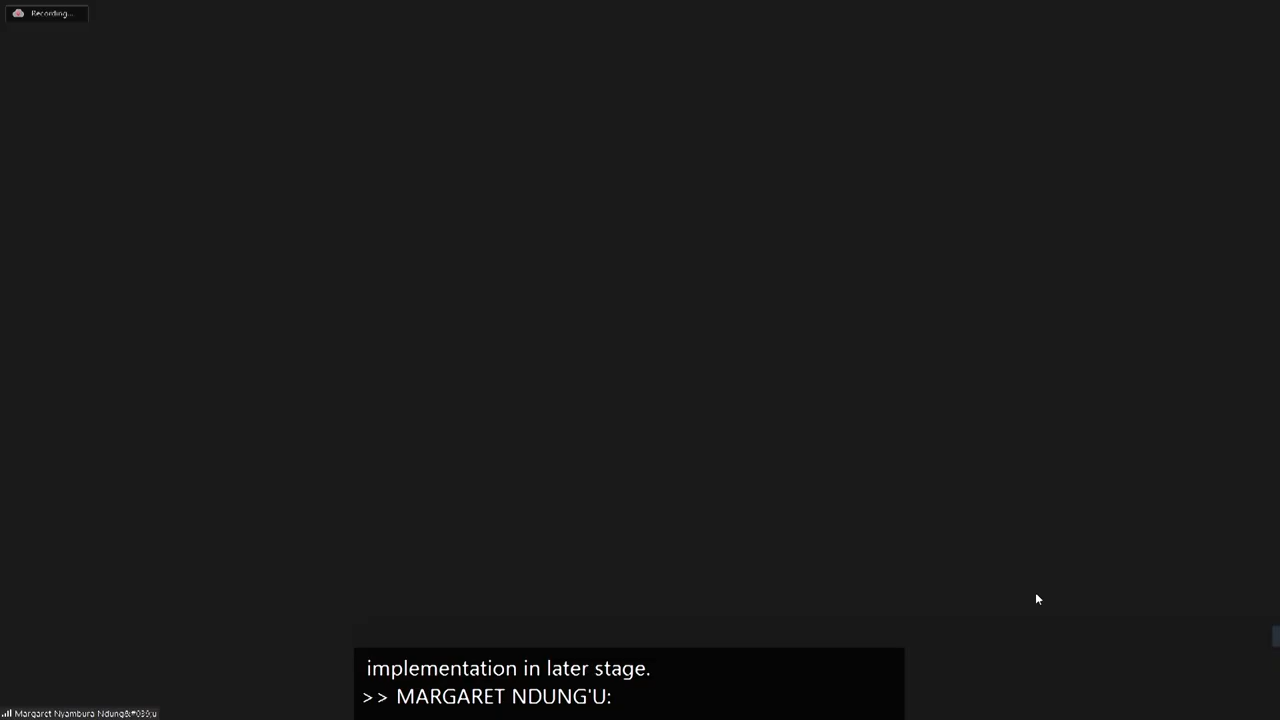 Recording...
implementation in later stage.
>> MARGARET NDUNG'U:
Margaret Nyambura Ndung&#039;u